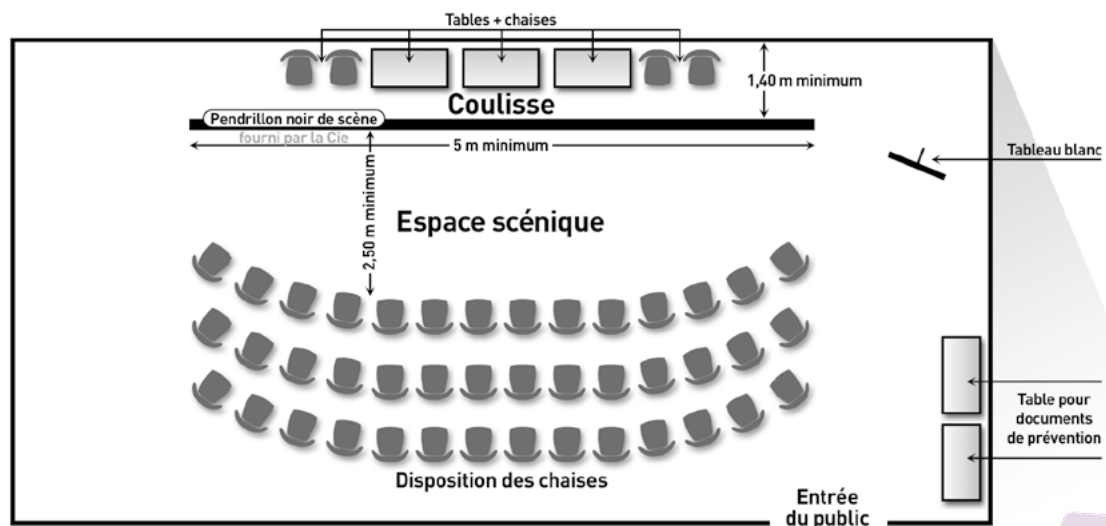 Tables + chaises
1,40 m minimum
Coulisse
Pendrillon noir de scène
fourni par la Cie
5 m minimum
Tableau blanc
2,50 m minimum
Espace scénique
Table pour
documents
de prévention
Disposition des chaises
Entrée
du public